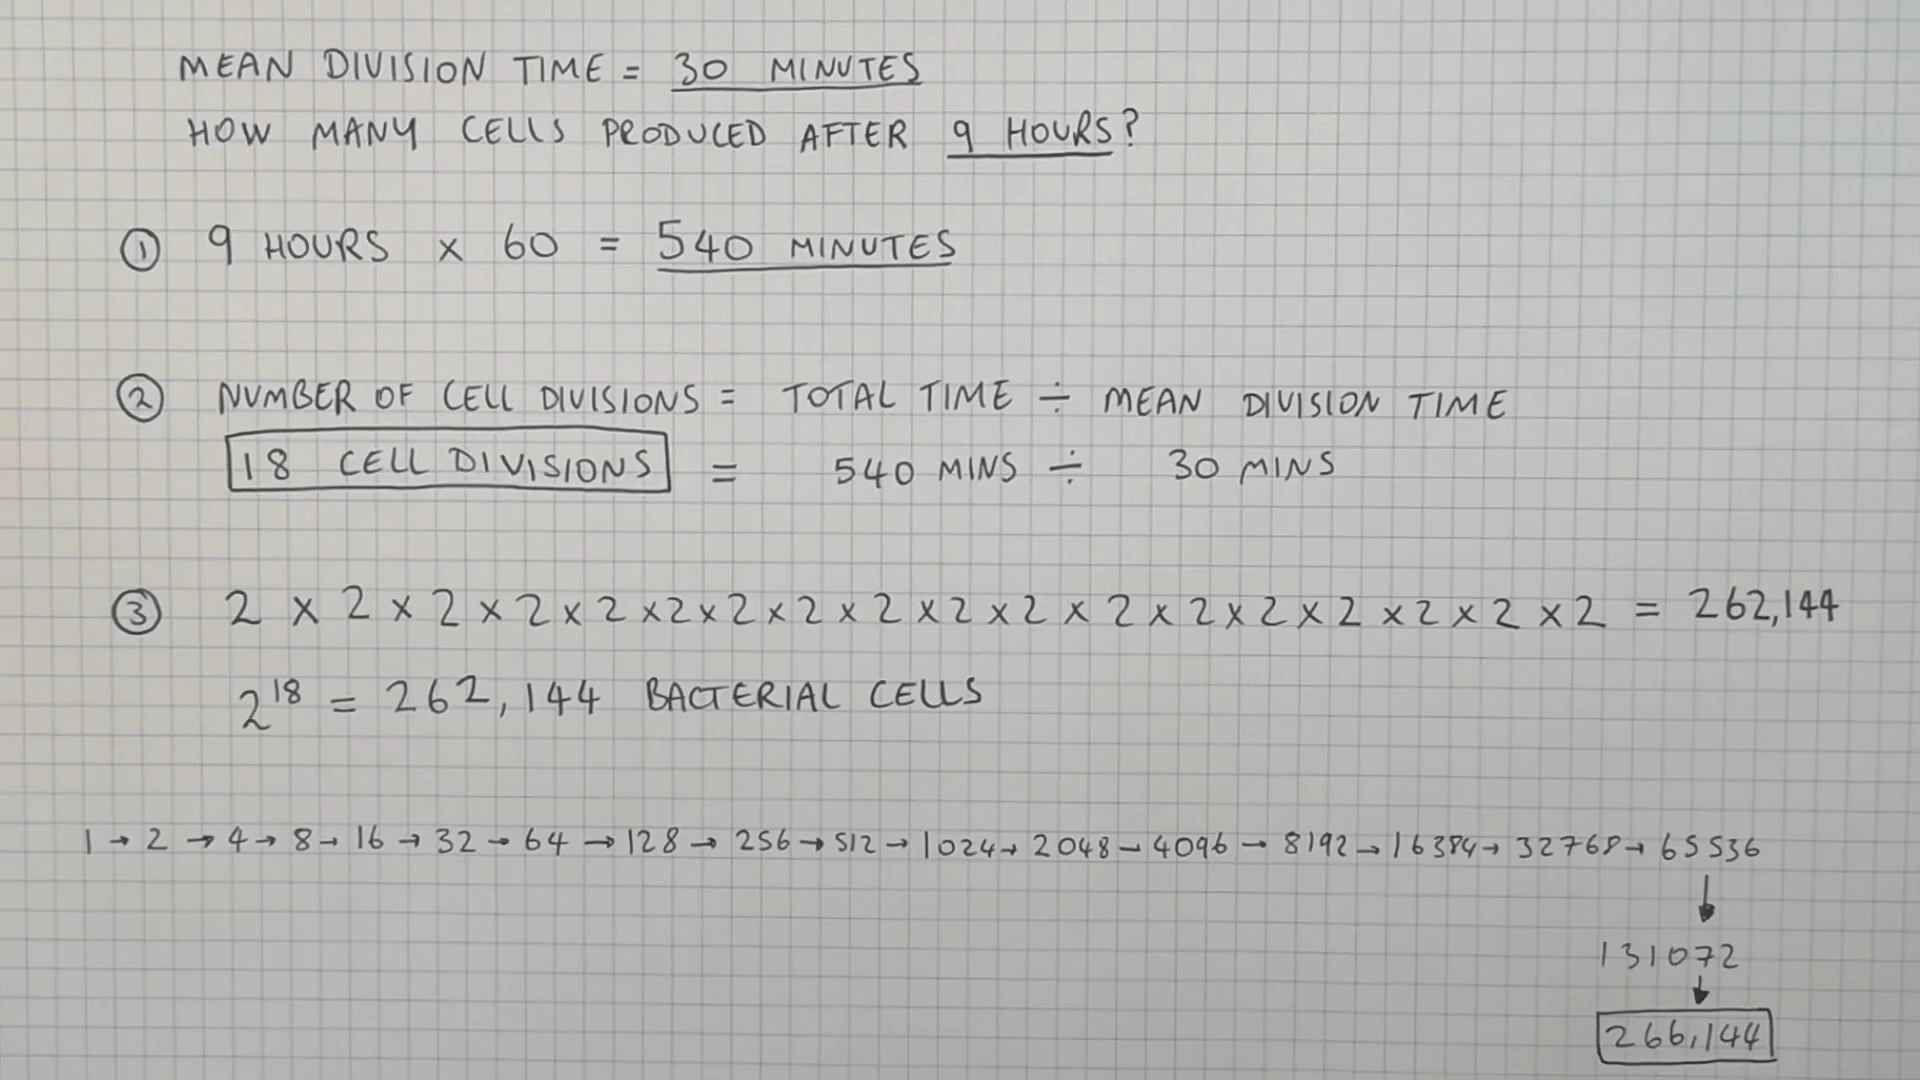 MEAN DIVISION TIME = 30 MINUTES
HOW MANY CELLS PRODUCED AFTER 9 HOURS?
① 9 HOURS × 60 = 540 MINUTES
② NUMBER OF CELL DIVISIONS = TOTAL TIME ÷ MEAN DIVISION TIME
18 CELL DIVISIONS = 540 MINS ÷ 30 MINS
③ 2 × 2 × 2 × 2 × 2 × 2 × 2 × 2 × 2 × 2 × 2 × 2 × 2 × 2 × 2 × 2 × 2 × 2 = 262,144
2¹⁸ = 262,144 BACTERIAL CELLS
1 → 2 → 4 → 8 → 16 → 32 → 64 → 128 → 256 → 512 → 1024 → 2048 → 4096 → 8192 → 16384 → 32768 → 65536
↓
131072
↓
266,144